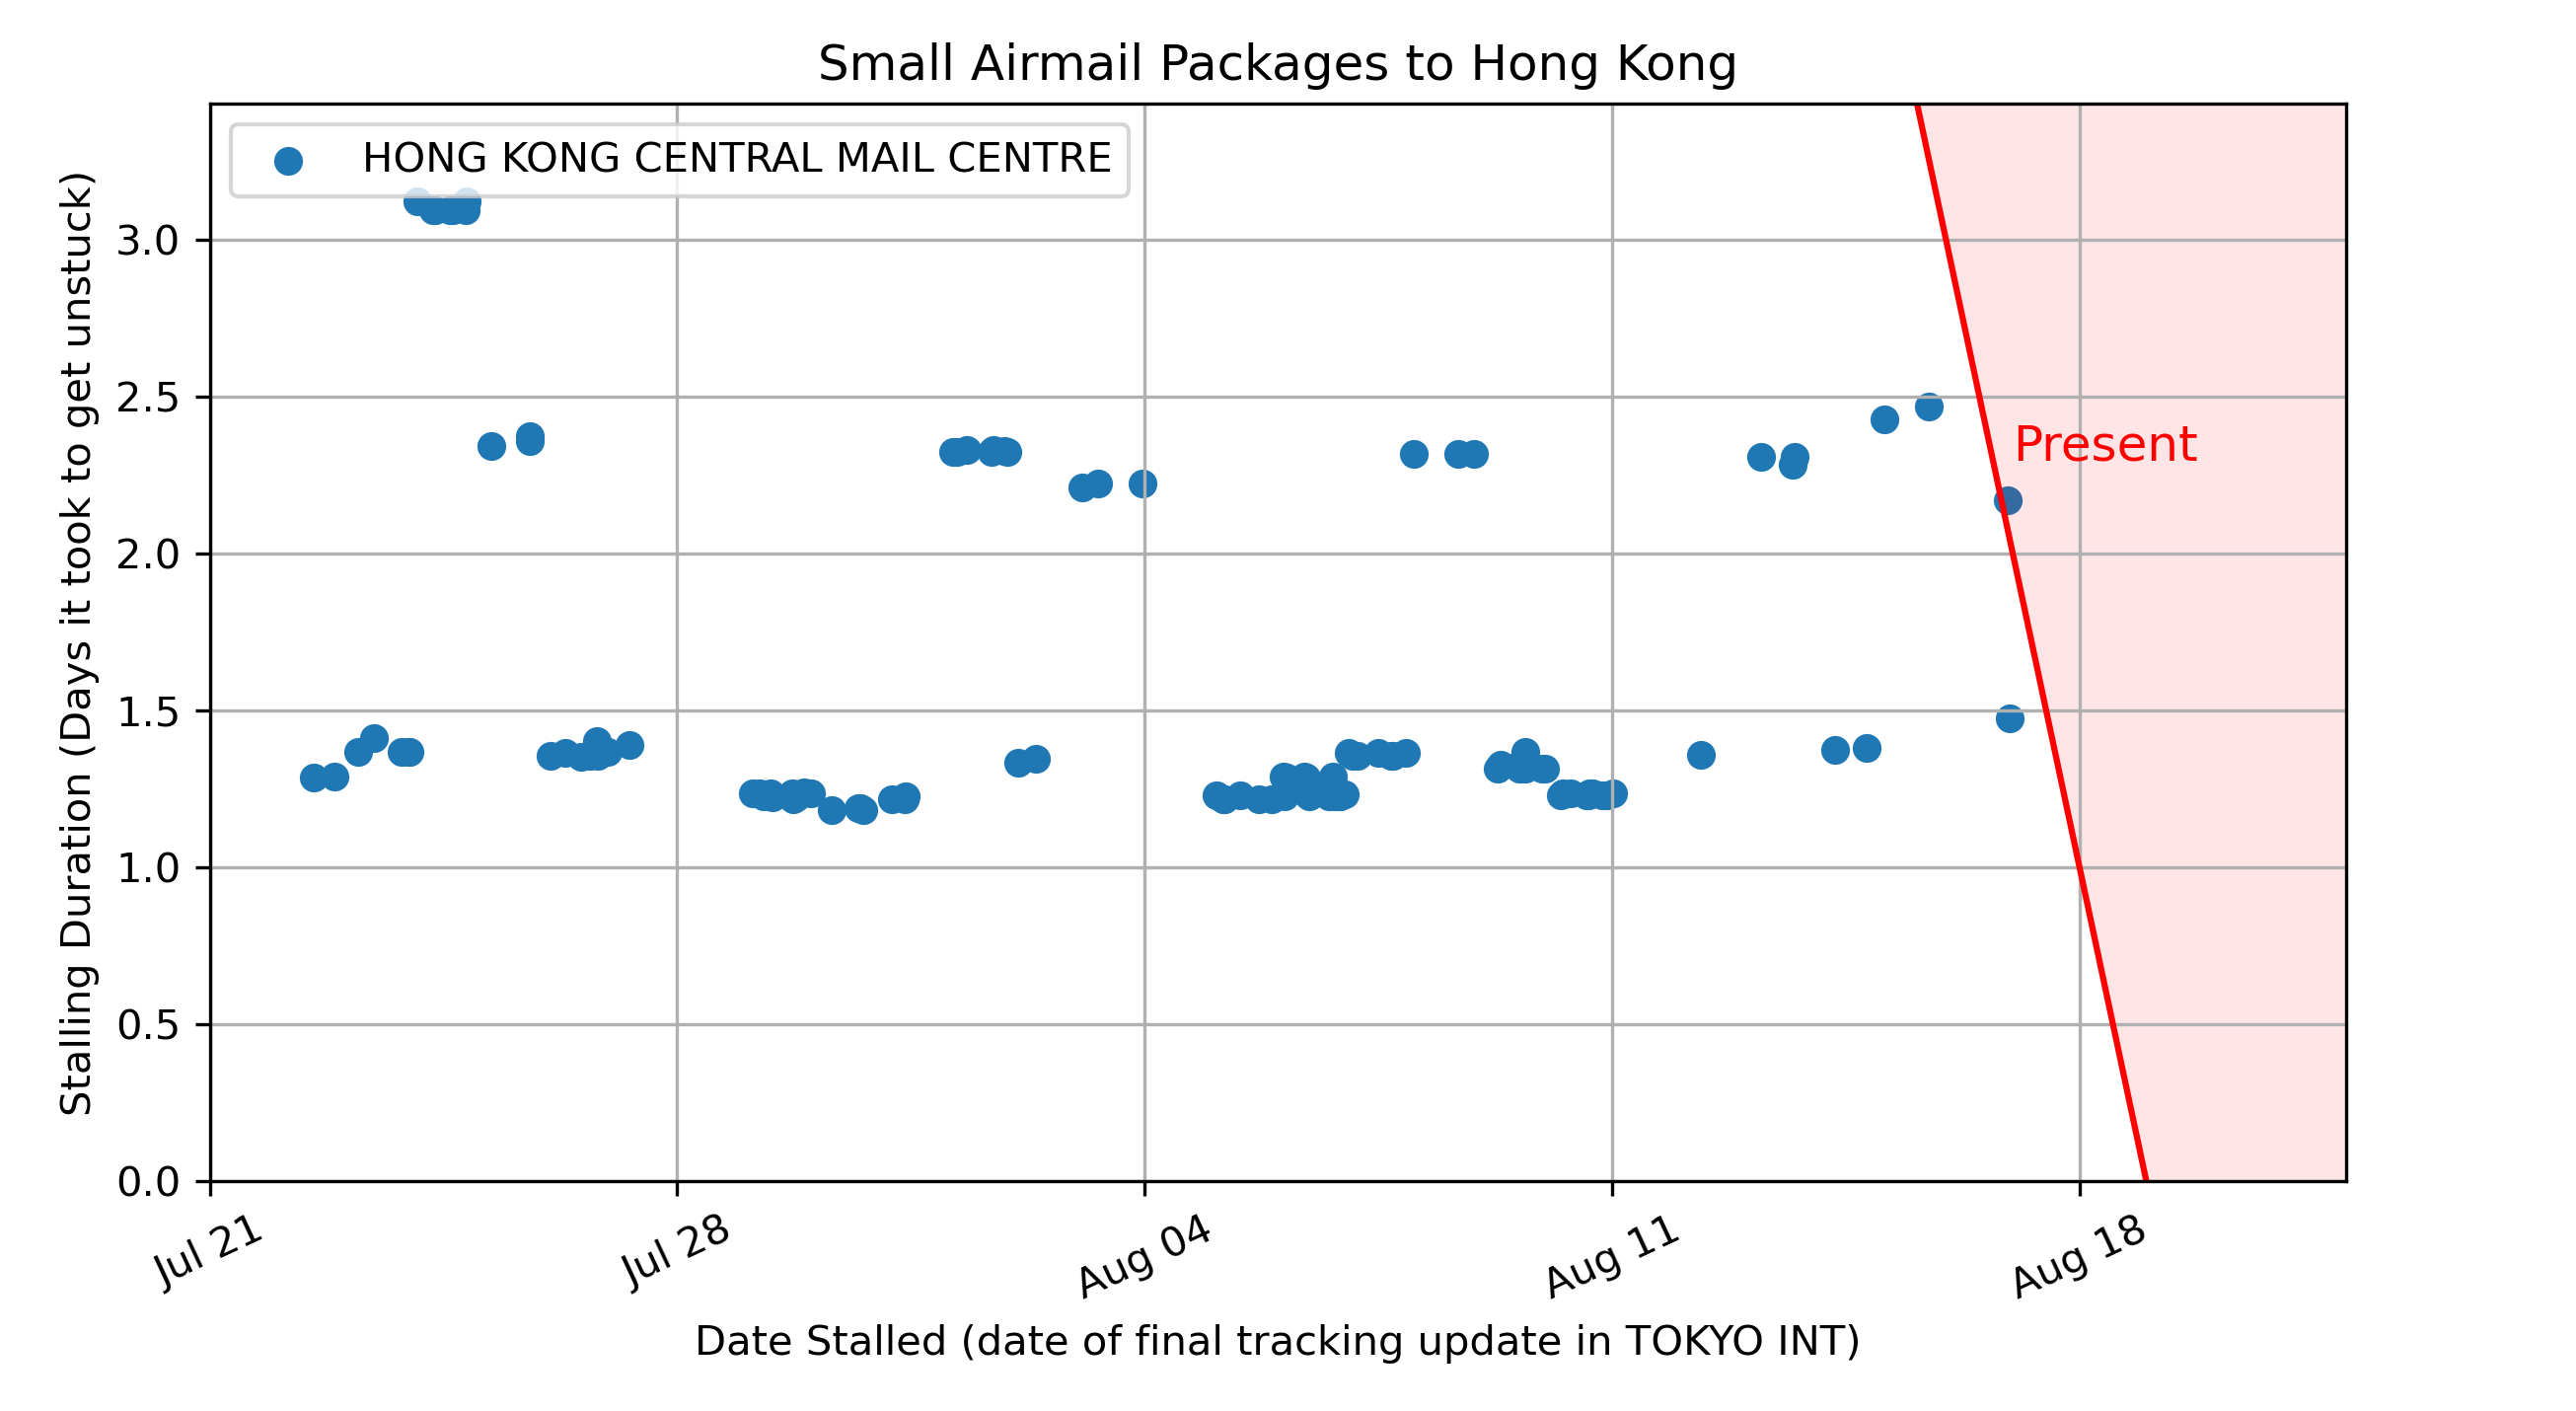 Small Airmail Packages to Hong Kong
HONG KONG CENTRAL MAIL CENTRE
Stalling Duration (Days it took to get unstuck)
3.0
2.5
2.0
1.5
1.0
0.5
0.0
Present
Jul 21
Jul 28
Aug 04
Aug 11
Aug 18
Date Stalled (date of final tracking update in TOKYO INT)